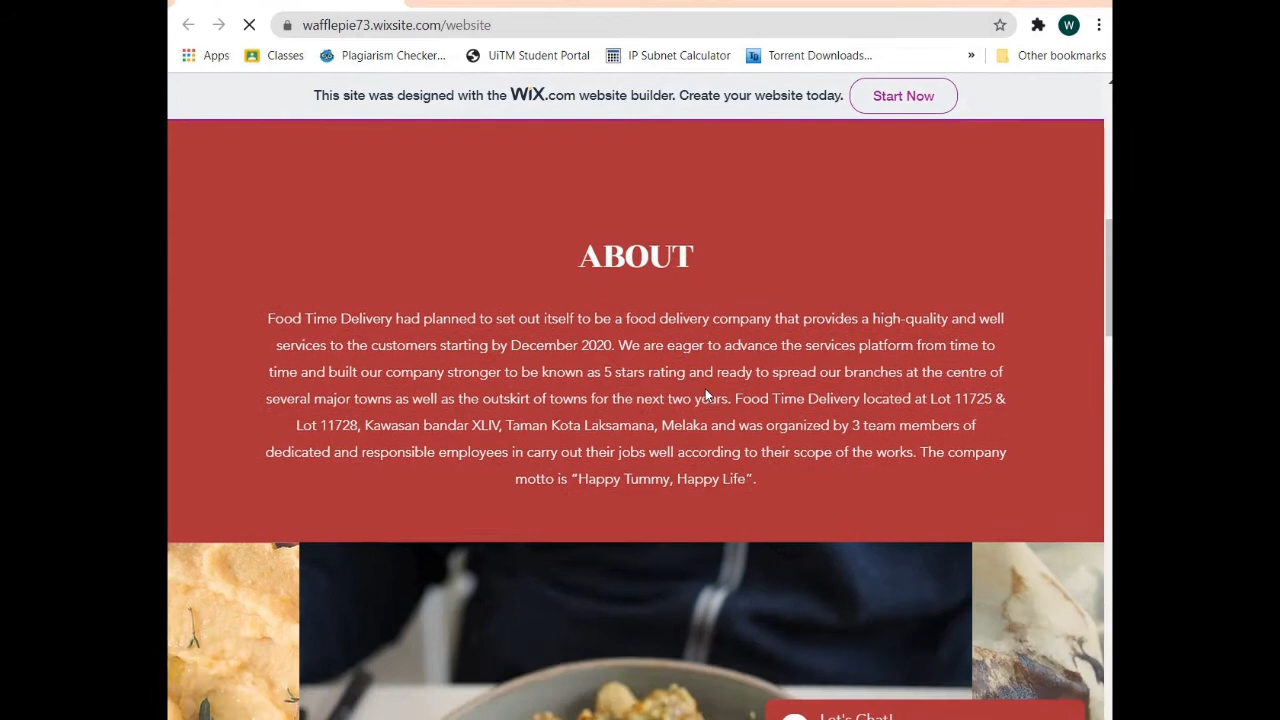 wafflepie73.wixsite.com/website
W
Apps Classes Plagiarism Checker... UiTM Student Portal IP Subnet Calculator TD Torrent Downloads... » Other bookmarks
This site was designed with the WiX.com website builder. Create your website today. Start Now
ABOUT
Food Time Delivery had planned to set out itself to be a food delivery company that provides a high-quality and well
services to the customers starting by December 2020. We are eager to advance the services platform from time to
time and built our company stronger to be known as 5 stars rating and ready to spread our branches at the centre of
several major towns as well as the outskirt of towns for the next two years. Food Time Delivery located at Lot 11725 &
Lot 11728, Kawasan bandar XLIV, Taman Kota Laksamana, Melaka and was organized by 3 team members of
dedicated and responsible employees in carry out their jobs well according to their scope of the works. The company
motto is “Happy Tummy, Happy Life”.
Let's Chat!